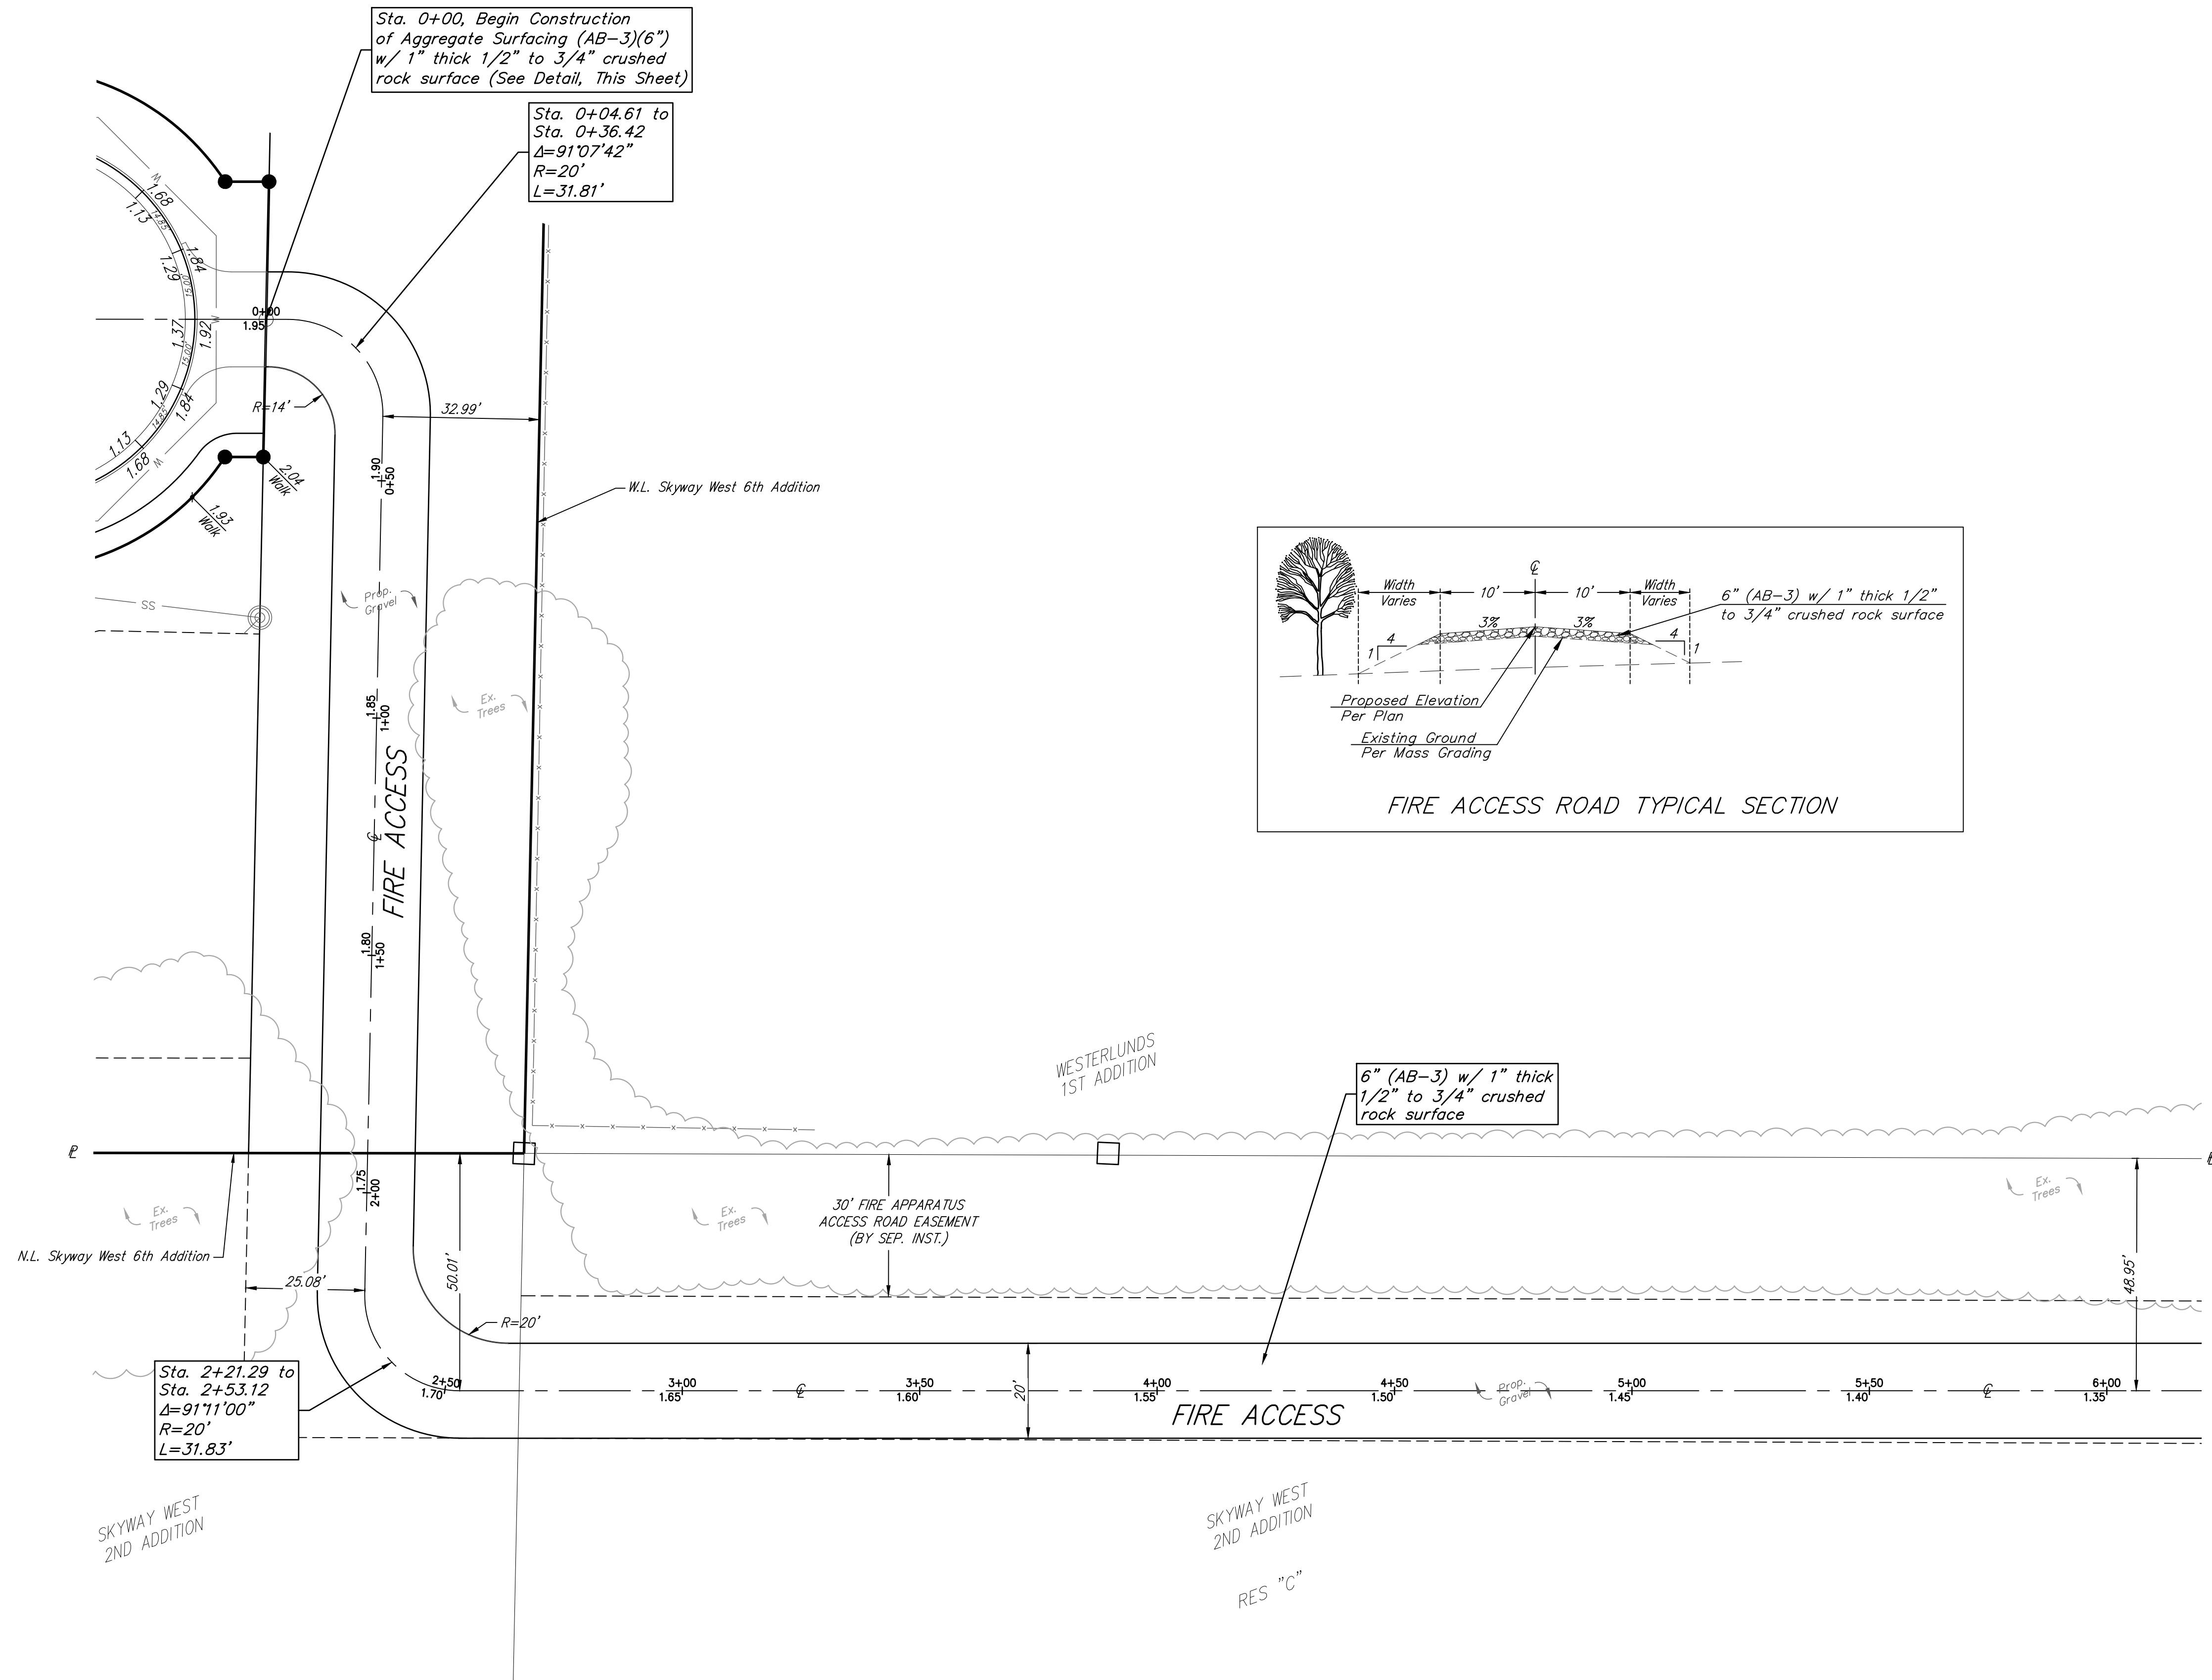 Sta. 0+00, Begin Construction
of Aggregate Surfacing (AB-3)(6")
w/ 1" thick 1/2" to 3/4" crushed
rock surface (See Detail, This Sheet)
Sta. 0+04.61 to
Sta. 0+36.42
Δ=91°07'42"
R=20'
L=31.81'
W
1.68
1.13
14.85'
1.84
1.29
15.00'
0+00
1.95
W
1.92
1.37
15.00'
1.29
1.84
14.85'
1.13
1.68
W
R=14'
32.99'
2.04
Walk
1.93
Walk
1.90
0+50
W.L. Skyway West 6th Addition
SS
Prop.
Gravel
Ex.
Trees
1.85
1+00
FIRE ACCESS
℄
1.80
1+50
℄
Width
Varies
10'
10'
Width
Varies
6" (AB-3) w/ 1" thick 1/2"
to 3/4" crushed rock surface
3%
3%
4
1
4
1
Proposed Elevation
Per Plan
Existing Ground
Per Mass Grading
FIRE ACCESS ROAD TYPICAL SECTION
WESTERLUNDS
1ST ADDITION
6" (AB-3) w/ 1" thick
1/2" to 3/4" crushed
rock surface
PL
1.75
2+00
Ex.
Trees
N.L. Skyway West 6th Addition
25.08'
50.01'
Ex.
Trees
30' FIRE APPARATUS
ACCESS ROAD EASEMENT
(BY SEP. INST.)
Ex.
Trees
48.95'
R=20'
Sta. 2+21.29 to
Sta. 2+53.12
Δ=91°11'00"
R=20'
L=31.83'
2+50
1.70
3+00
1.65
℄
3+50
1.60
20'
4+00
1.55
4+50
1.50
Prop.
Gravel
5+00
1.45
5+50
1.40
℄
6+00
1.35
FIRE ACCESS
SKYWAY WEST
2ND ADDITION
SKYWAY WEST
2ND ADDITION
RES "C"